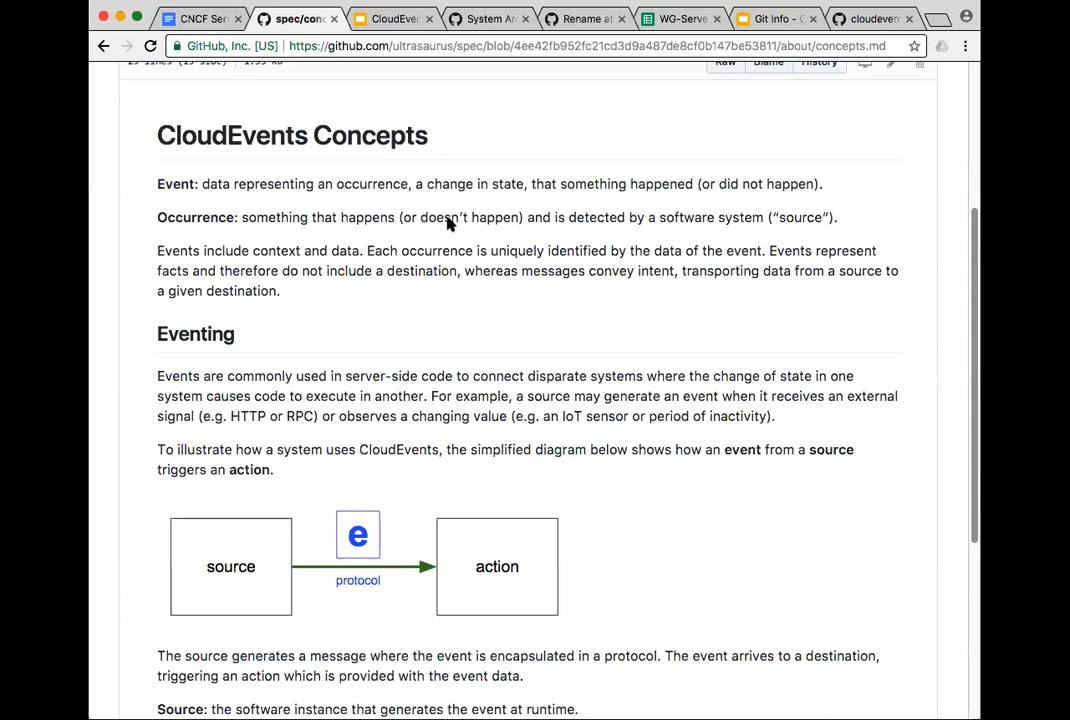 CNCF Ser
spec/con
CloudEven
System Ar
Rename at
WG-Serve
Git Info - G
cloudeven
GitHub, Inc. [US] | https://github.com/ultrasaurus/spec/blob/4ee42fb952fc21cd3d9a487de8cf0b147be53811/about/concepts.md
Raw Blame History
CloudEvents Concepts
Event: data representing an occurrence, a change in state, that something happened (or did not happen).
Occurrence: something that happens (or doesn't happen) and is detected by a software system (“source”).
Events include context and data. Each occurrence is uniquely identified by the data of the event. Events represent
facts and therefore do not include a destination, whereas messages convey intent, transporting data from a source to
a given destination.
Eventing
Events are commonly used in server-side code to connect disparate systems where the change of state in one
system causes code to execute in another. For example, a source may generate an event when it receives an external
signal (e.g. HTTP or RPC) or observes a changing value (e.g. an IoT sensor or period of inactivity).
To illustrate how a system uses CloudEvents, the simplified diagram below shows how an event from a source
triggers an action.
e
source
action
protocol
The source generates a message where the event is encapsulated in a protocol. The event arrives to a destination,
triggering an action which is provided with the event data.
Source: the software instance that generates the event at runtime.